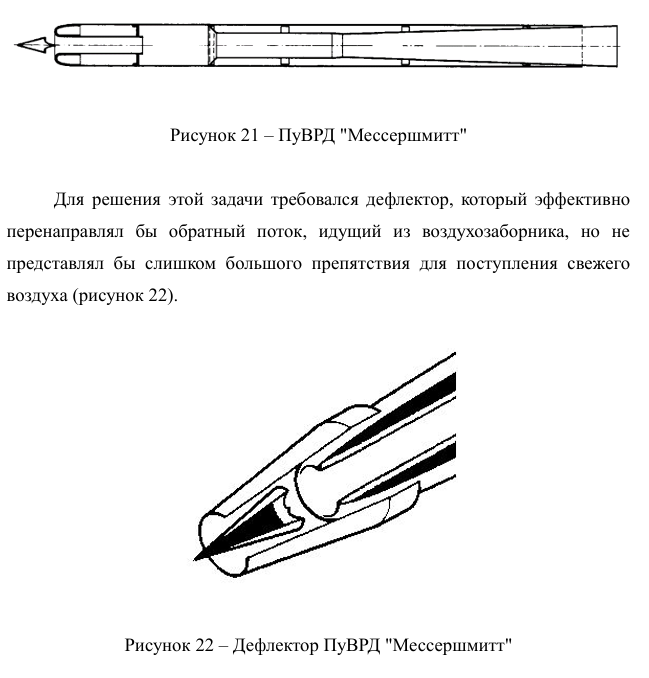 Рисунок 21 – ПуВРД "Мессершмитт"
Для решения этой задачи требовался дефлектор, который эффективно
перенаправлял бы обратный поток, идущий из воздухозаборника, но не
представлял бы слишком большого препятствия для поступления свежего
воздуха (рисунок 22).
Рисунок 22 – Дефлектор ПуВРД "Мессершмитт"